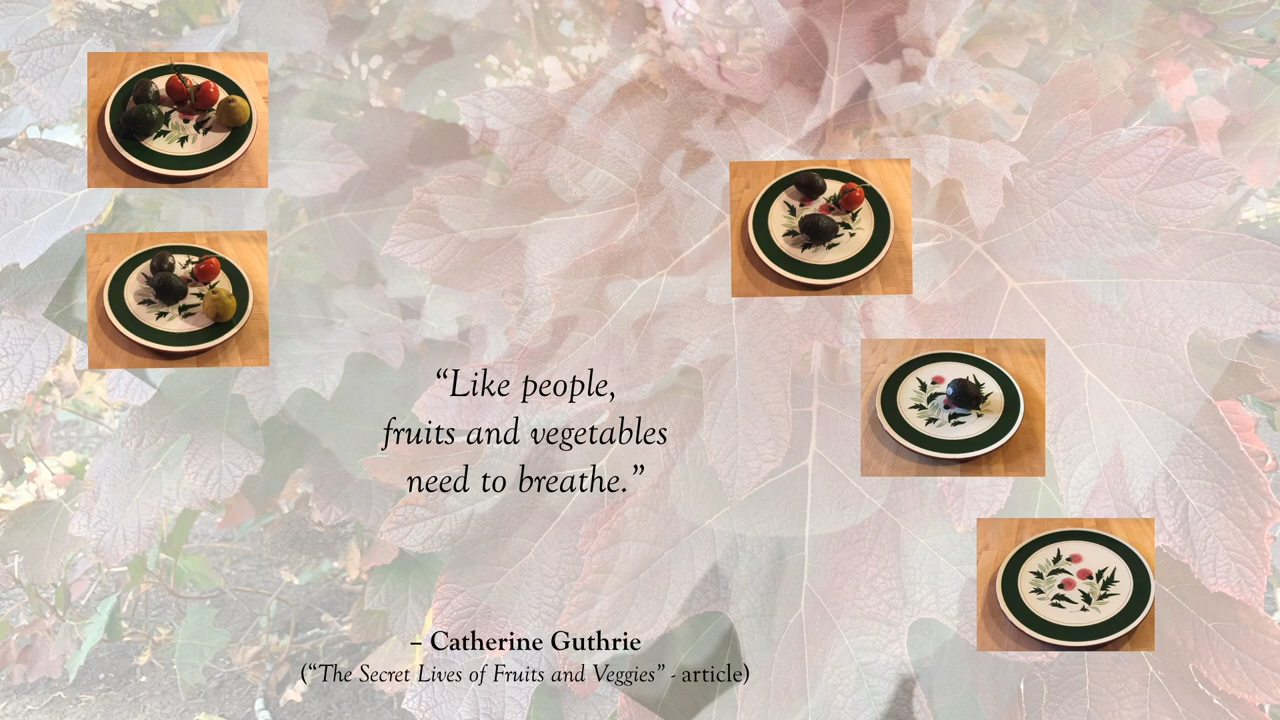 “Like people,
fruits and vegetables
need to breathe.”
– Catherine Guthrie
(“The Secret Lives of Fruits and Veggies” - article)